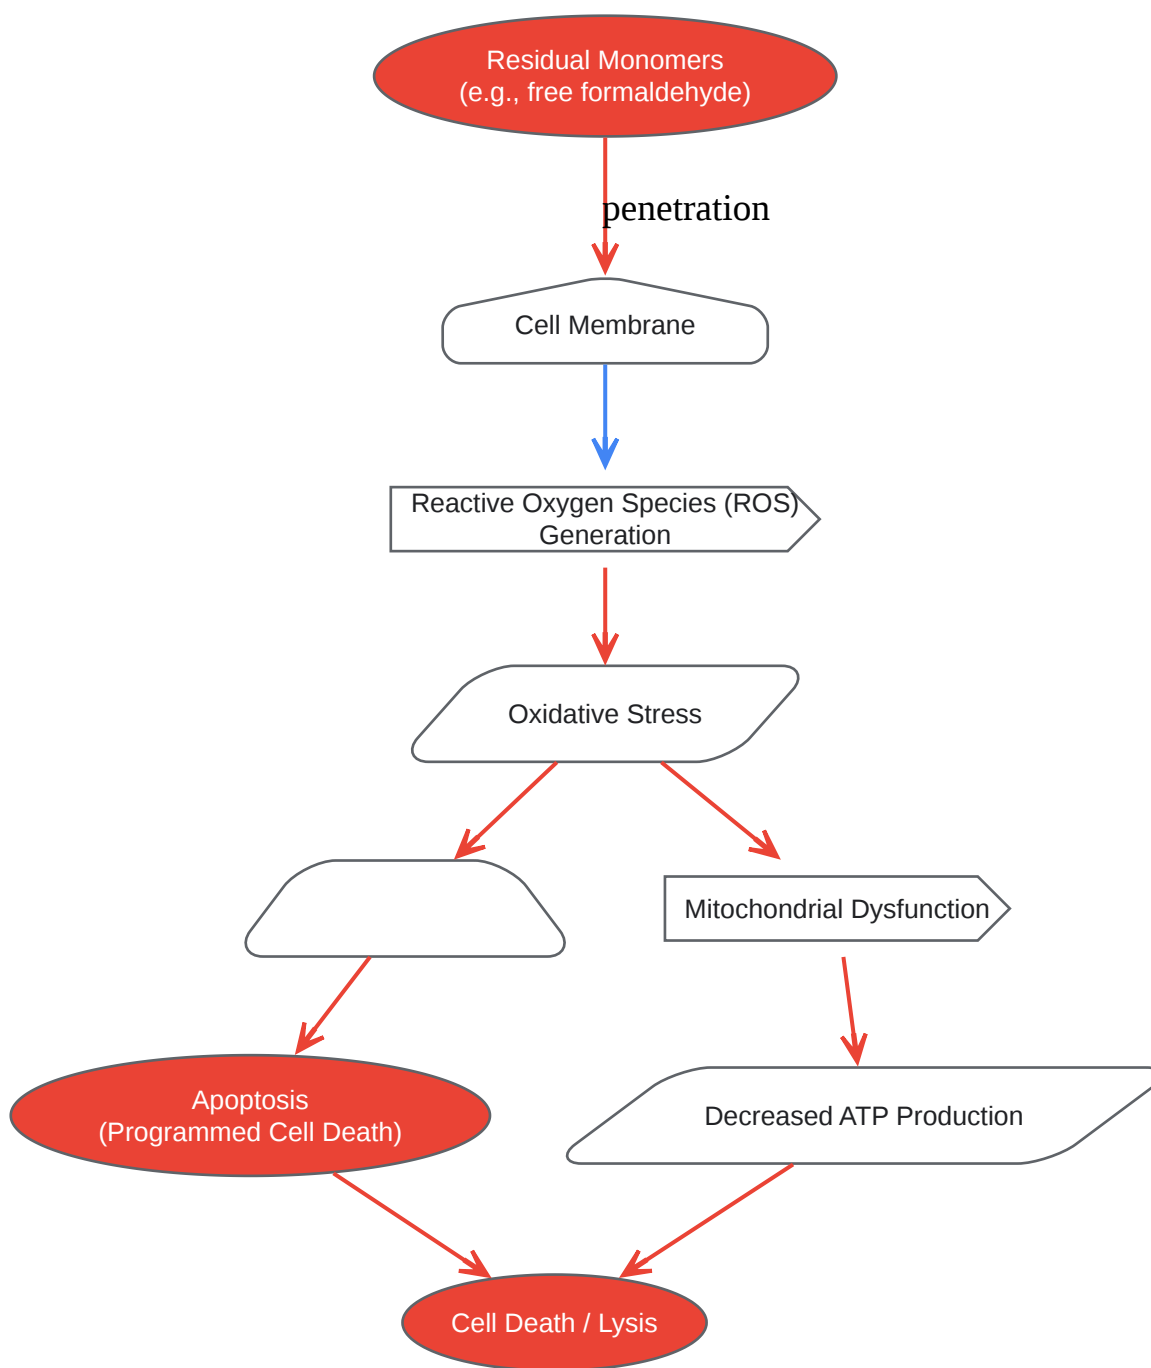 Residual Monomers
(e.g., free formaldehyde)
penetration
Cell Membrane
Reactive Oxygen Species (ROS)
Generation
Oxidative Stress
Mitochondrial Dysfunction
Apoptosis
(Programmed Cell Death)
Decreased ATP Production
Cell Death / Lysis